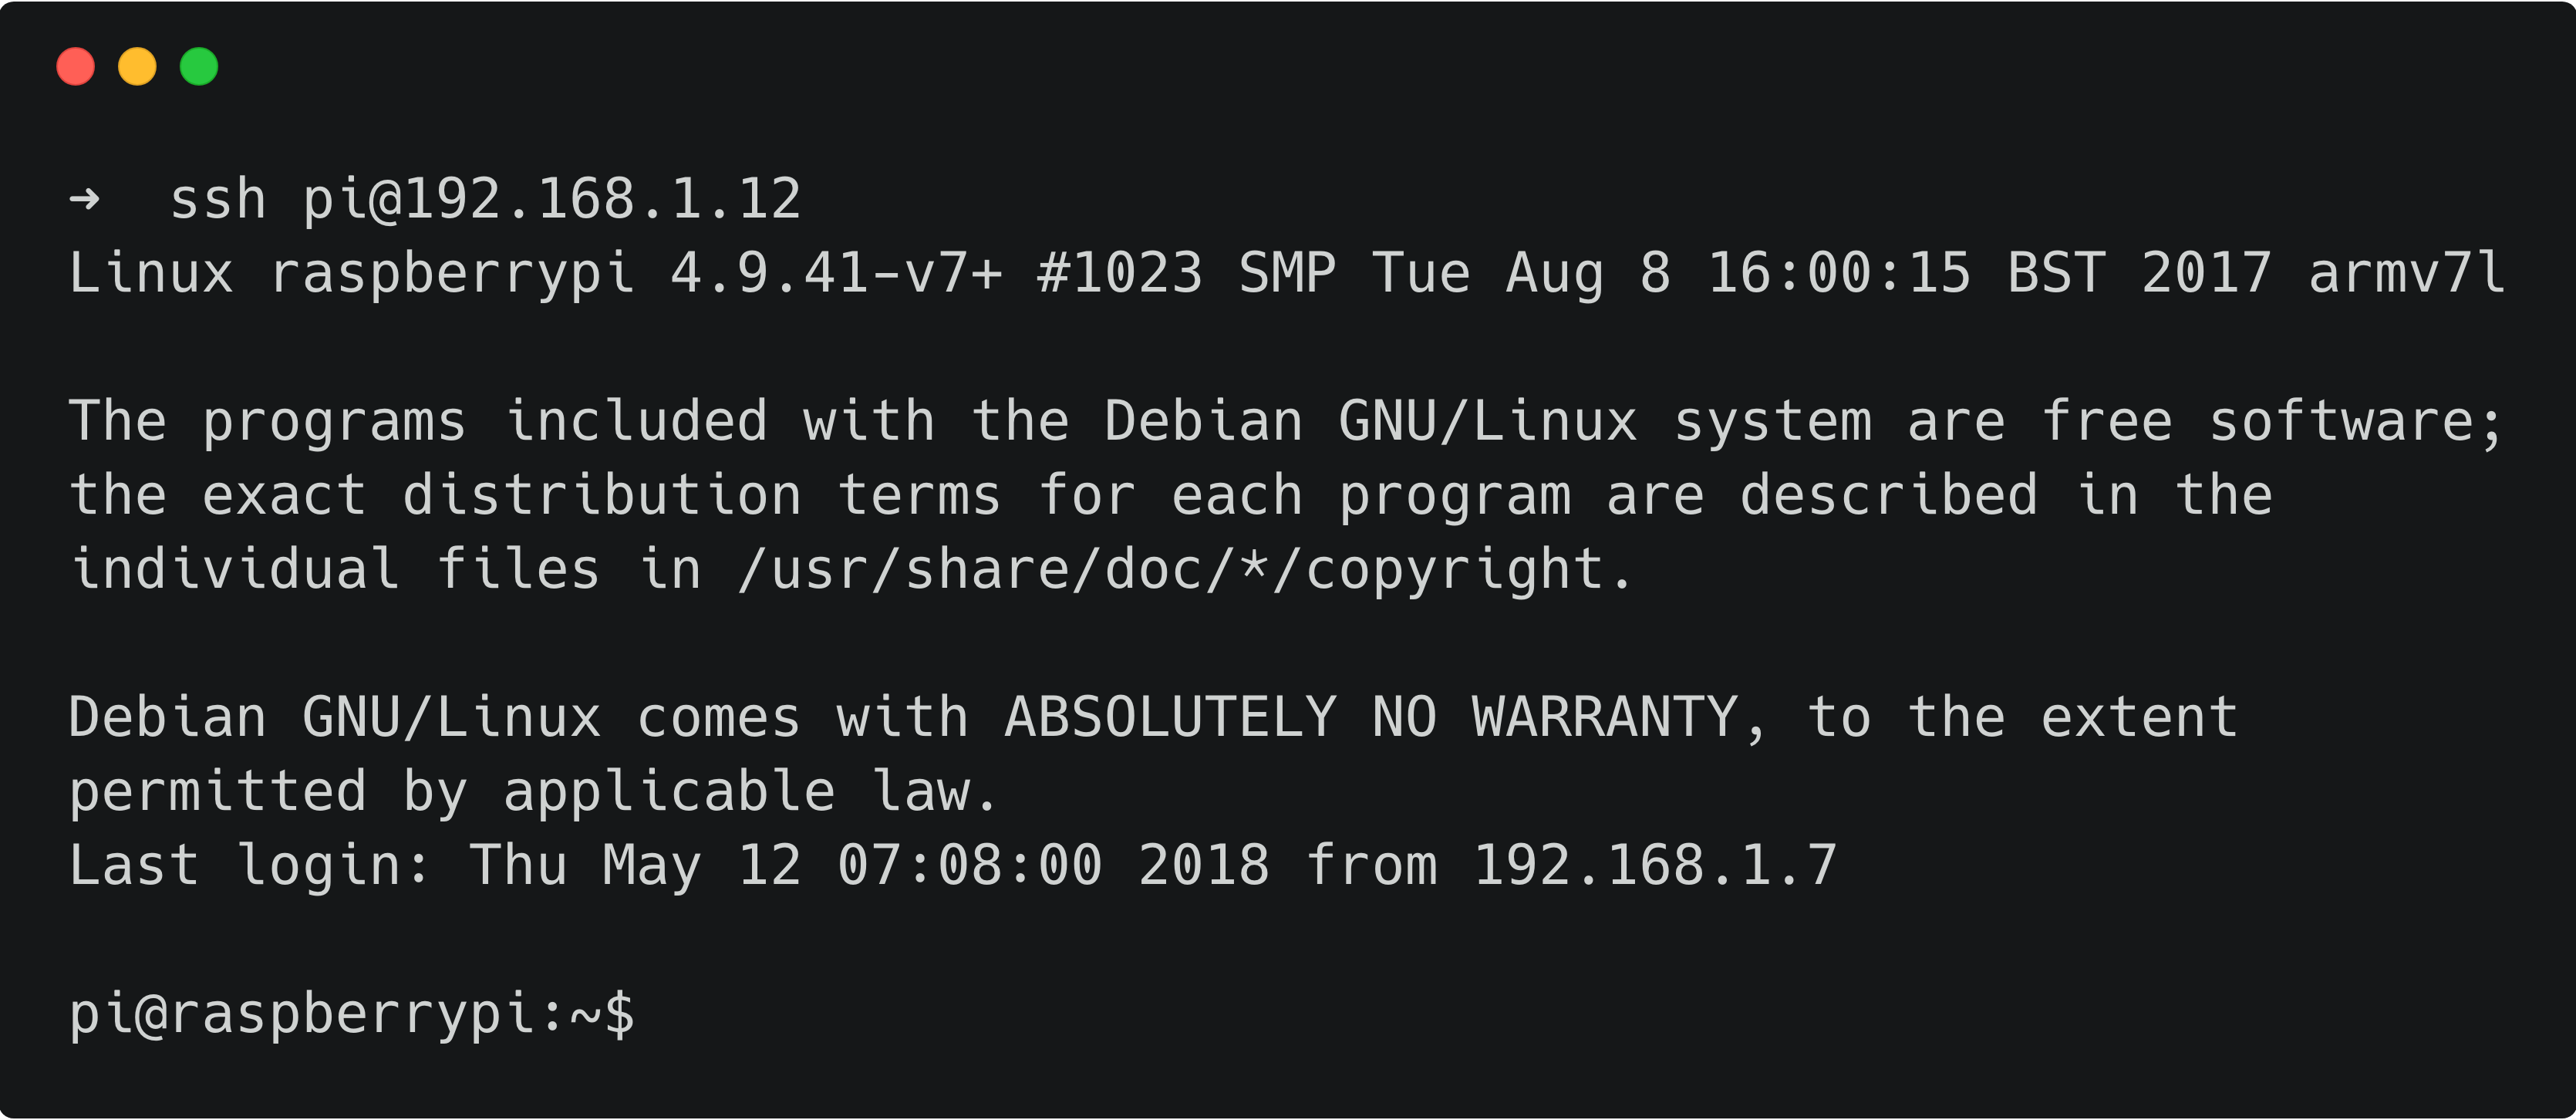 ➜  ssh pi@192.168.1.12
Linux raspberrypi 4.9.41-v7+ #1023 SMP Tue Aug 8 16:00:15 BST 2017 armv7l
The programs included with the Debian GNU/Linux system are free software;
the exact distribution terms for each program are described in the
individual files in /usr/share/doc/*/copyright.
Debian GNU/Linux comes with ABSOLUTELY NO WARRANTY, to the extent
permitted by applicable law.
Last login: Thu May 12 07:08:00 2018 from 192.168.1.7
pi@raspberrypi:~$